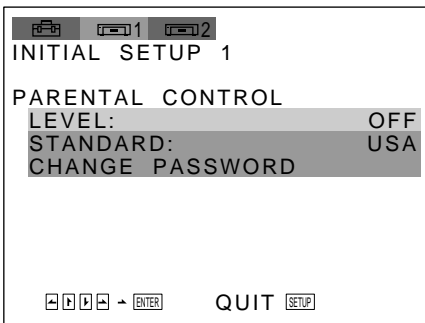 1 2
INITIAL SETUP 1
PARENTAL CONTROL
LEVEL: OFF
STANDARD: USA
CHANGE PASSWORD
ENTER QUIT SETUP